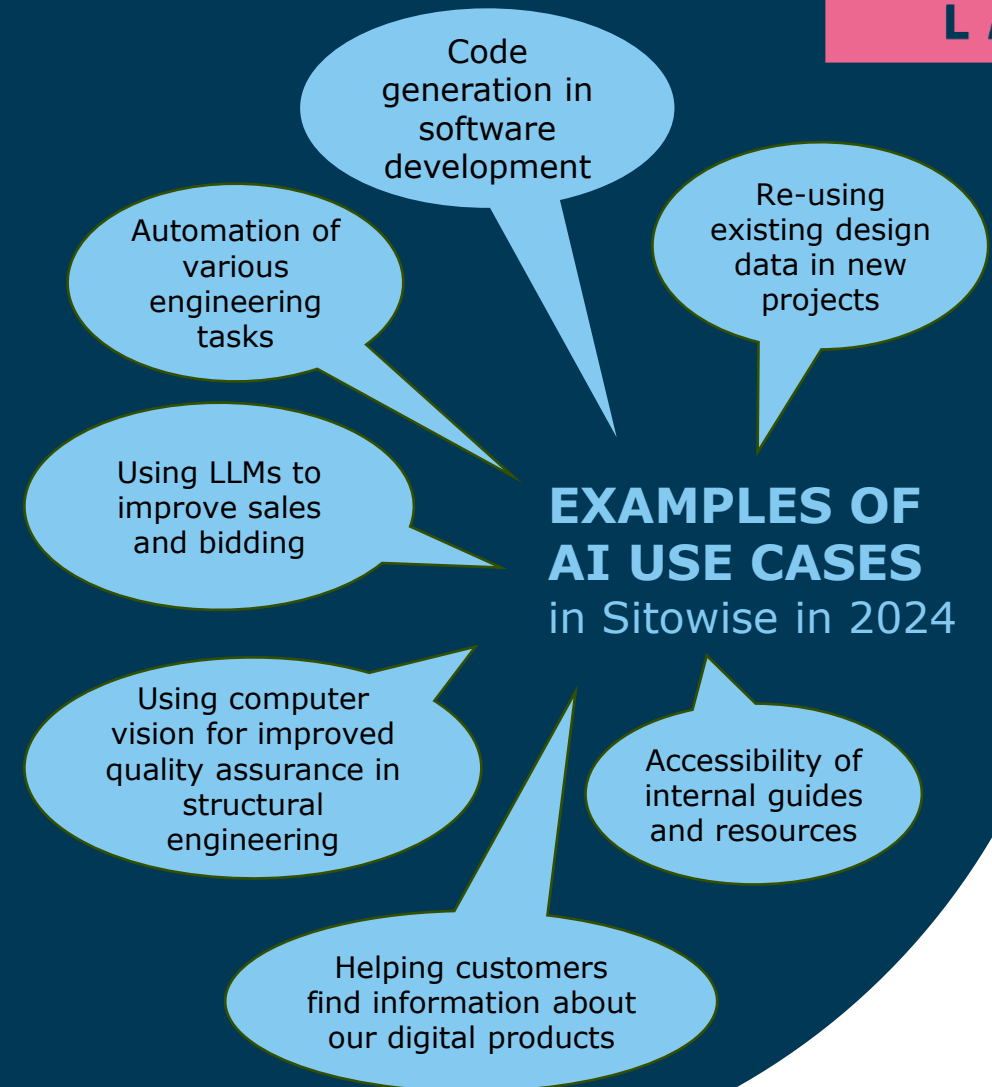 L
Code
generation in
software
development
Re-using
existing design
data in new
projects
Automation of
various
engineering
tasks
Using LLMs to
improve sales
and bidding
EXAMPLES OF
AI USE CASES
in Sitowise in 2024
Using computer
vision for improved
quality assurance in
structural
engineering
Accessibility of
internal guides
and resources
Helping customers
find information about
our digital products